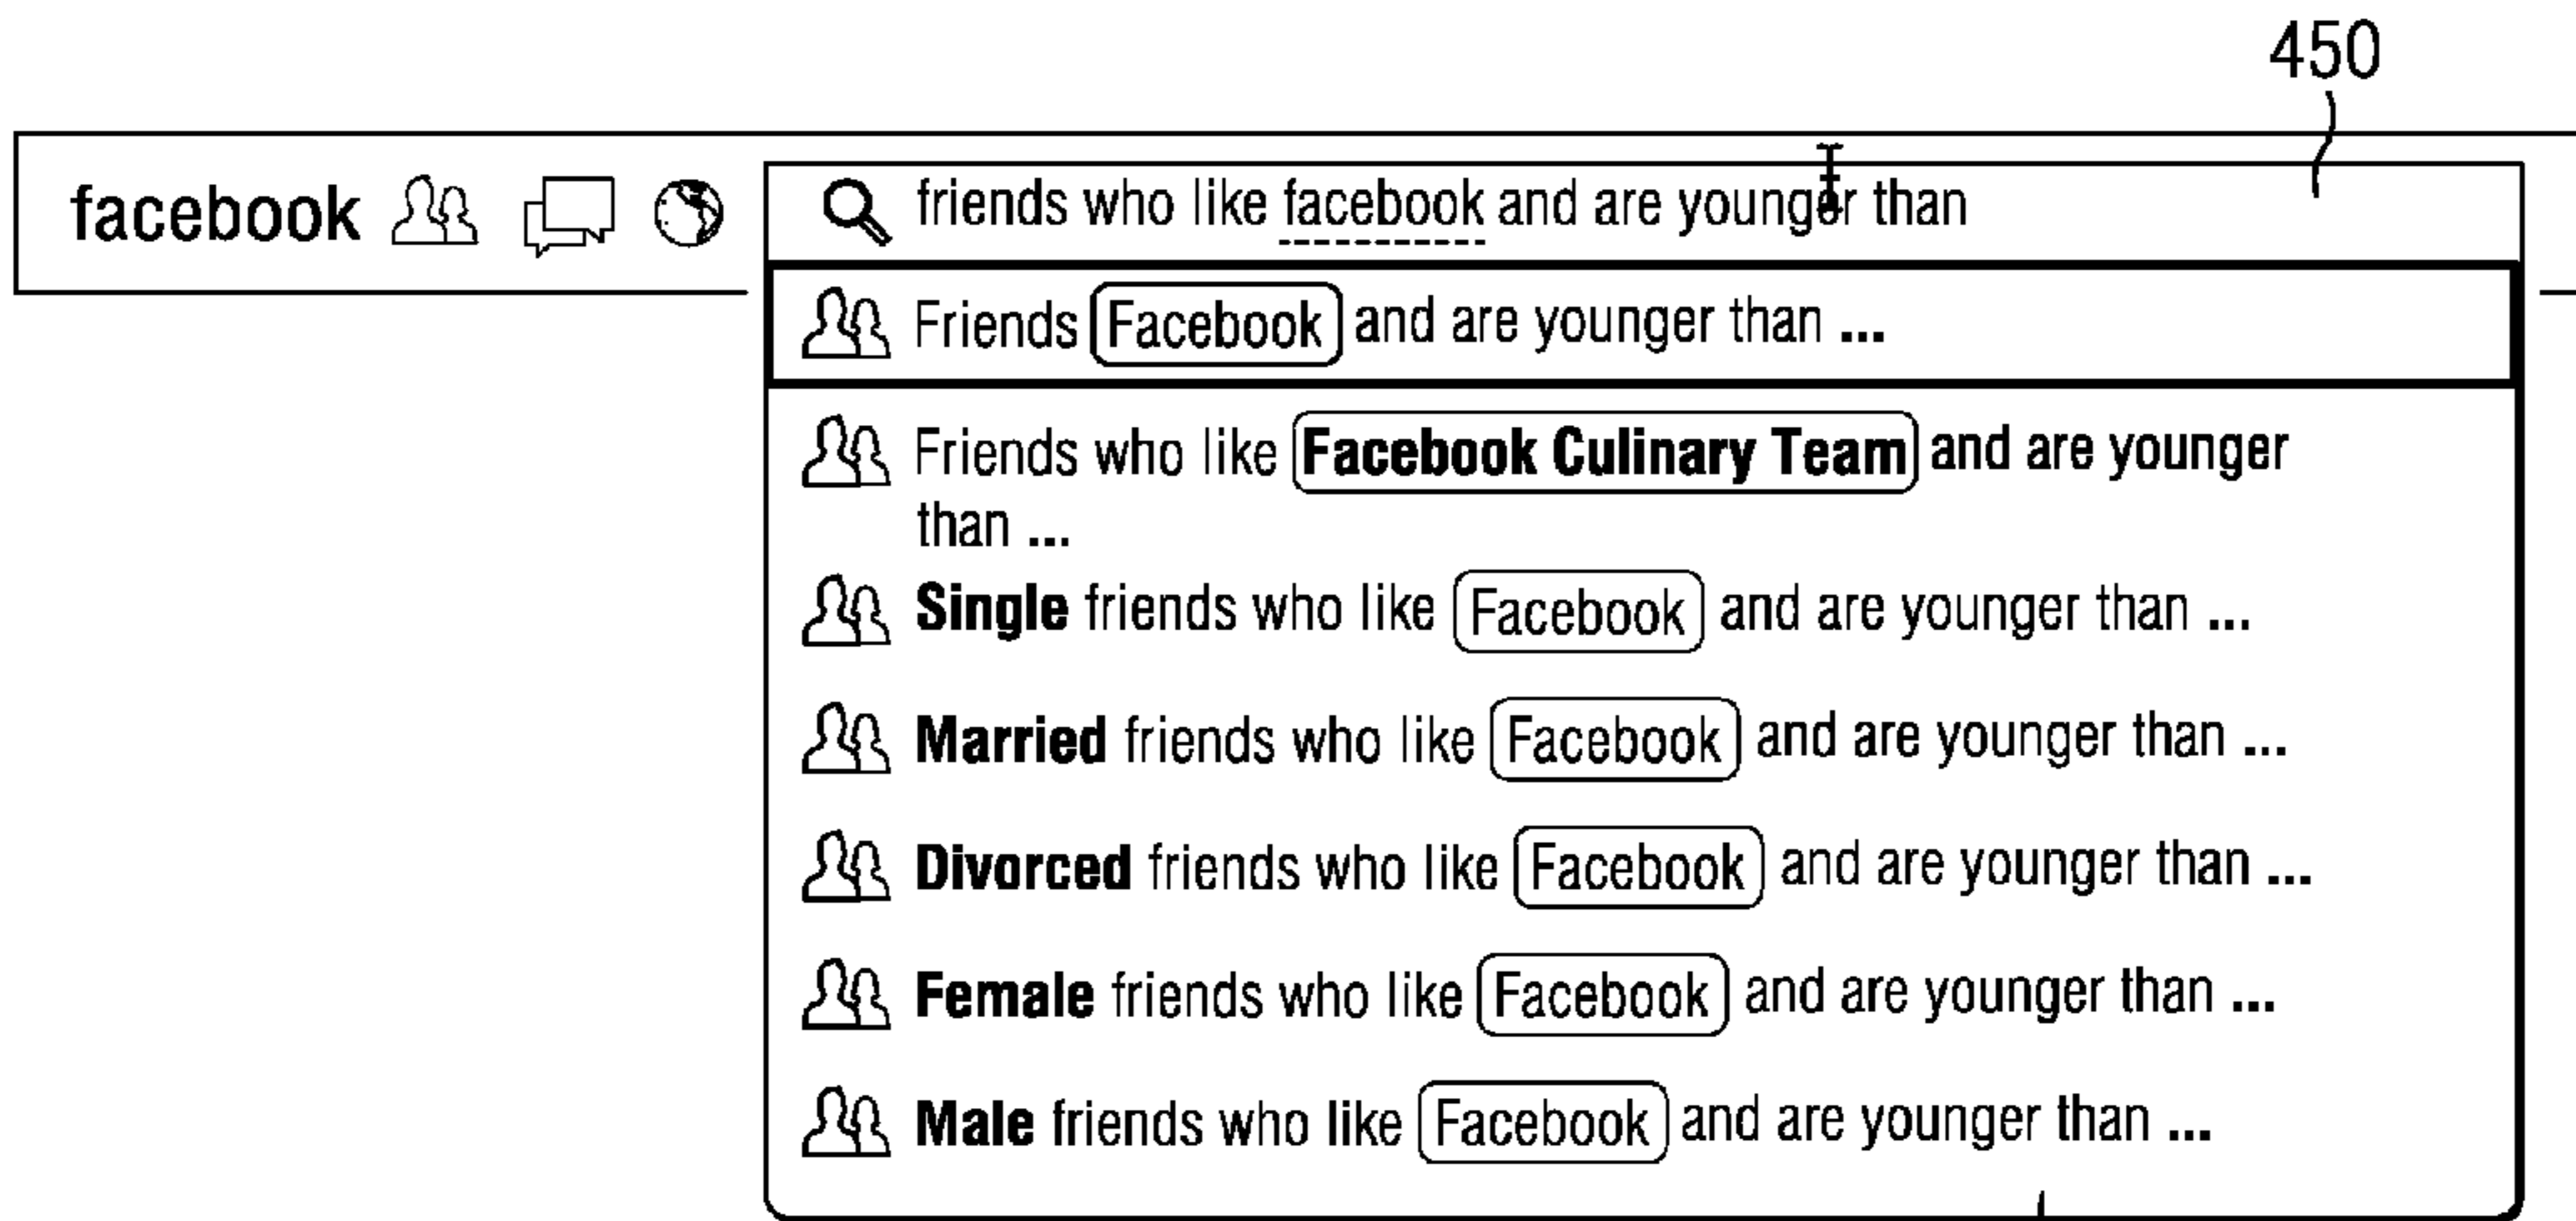 450
facebook friends who like facebook and are younger than
Friends Facebook and are younger than ...
Friends who like Facebook Culinary Team and are younger
than ...
Single friends who like Facebook and are younger than ...
Married friends who like Facebook and are younger than ...
Divorced friends who like Facebook and are younger than ...
Female friends who like Facebook and are younger than ...
Male friends who like Facebook and are younger than ...